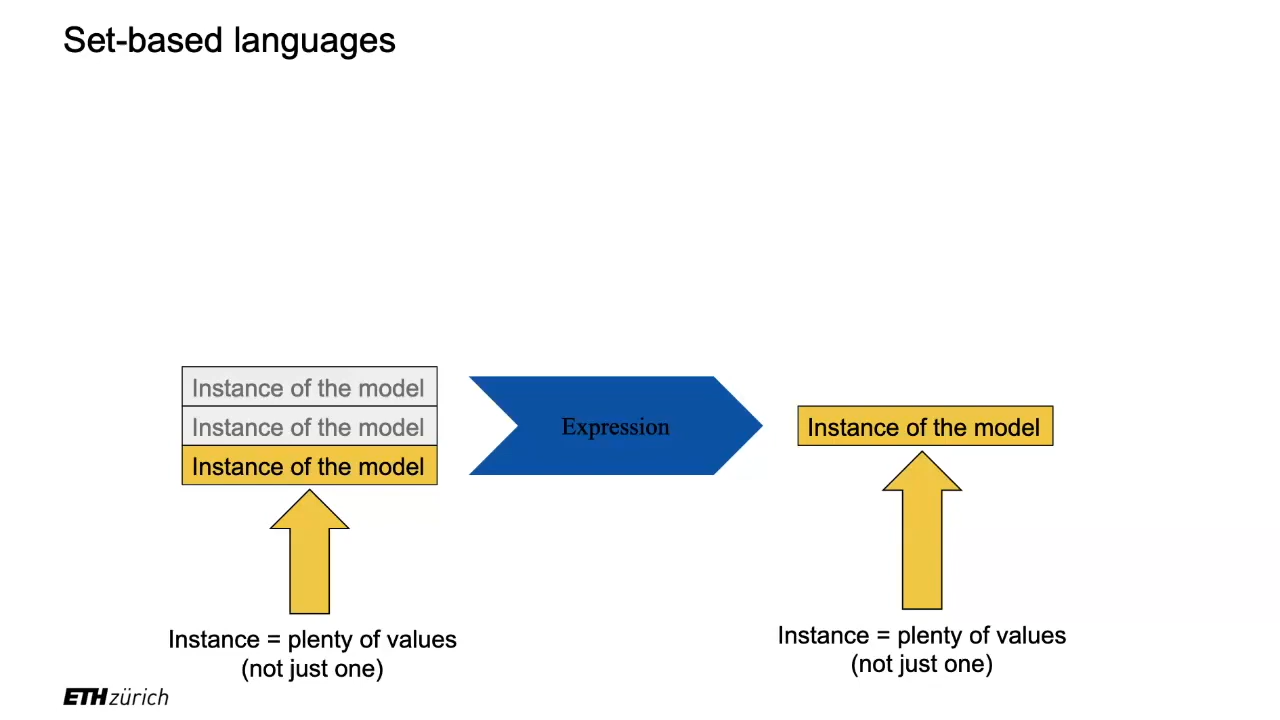 Set-based languages
Instance of the model
Instance of the model
Instance of the model
Expression
Instance of the model
Instance = plenty of values
(not just one)
Instance = plenty of values
(not just one)
ETH zürich